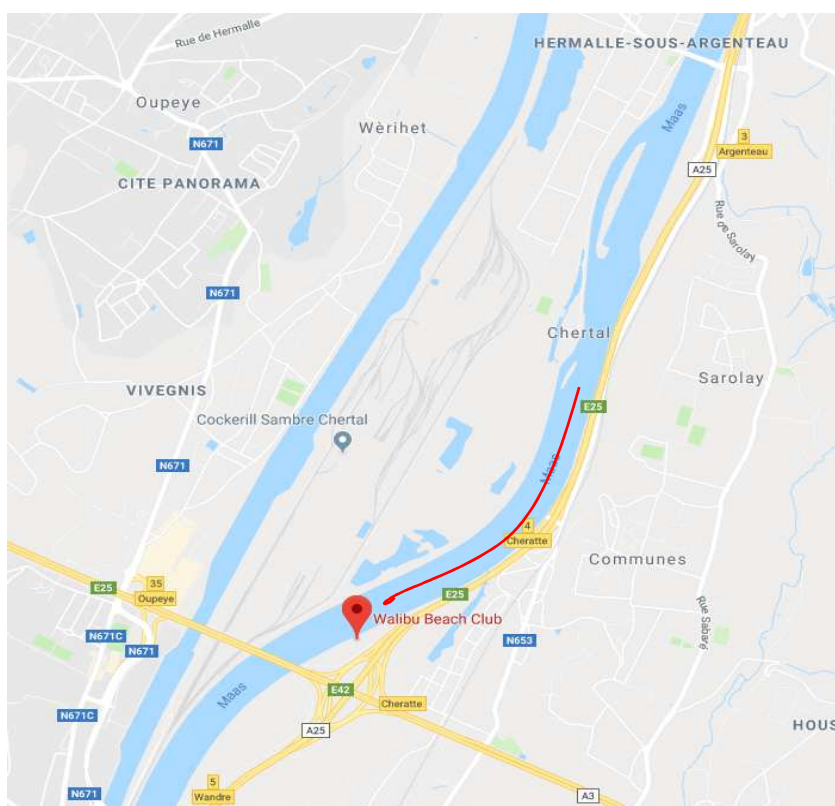 HERMALLE-SOUS-ARGENTEAU
Rue de Hermalle
Oupeye
Wèrihet
Maas
3
Argenteau
N671
A25
CITE PANORAMA
Rue de Sarolay
N671
Chertal
Sarolay
VIVEGNIS
E25
Cockerill Sambre Chertal
N671
Maas
4
Cheratte
Communes
E25
35
Oupeye
E25
Walibu Beach Club
Rue Sabaré
N671C
N671
N653
E42
Maas
Cheratte
N671C
A25
HOUS
5
Wandre
A3